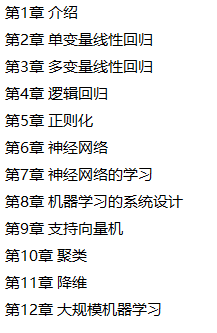 第1章 介绍
第2章 单变量线性回归
第3章 多变量线性回归
第4章 逻辑回归
第5章 正则化
第6章 神经网络
第7章 神经网络的学习
第8章 机器学习的系统设计
第9章 支持向量机
第10章 聚类
第11章 降维
第12章 大规模机器学习